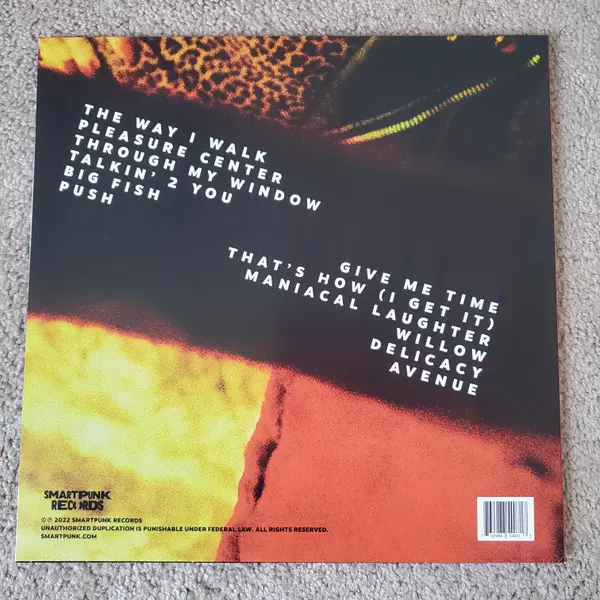 THE WAY I WALK
PLEASURE CENTER
THROUGH MY WINDOW
TALKIN' 2 YOU
BIG FISH
PUSH
GIVE ME TIME
THAT'S HOW (I GET IT)
MANIACAL LAUGHTER
WILLOW
DELICACY
AVENUE
SMARTPUNK
RECORDS
© ℗ 2022 SMARTPUNK RECORDS
UNAUTHORIZED DUPLICATION IS PUNISHABLE UNDER FEDERAL LAW. ALL RIGHTS RESERVED.
SMARTPUNK.COM